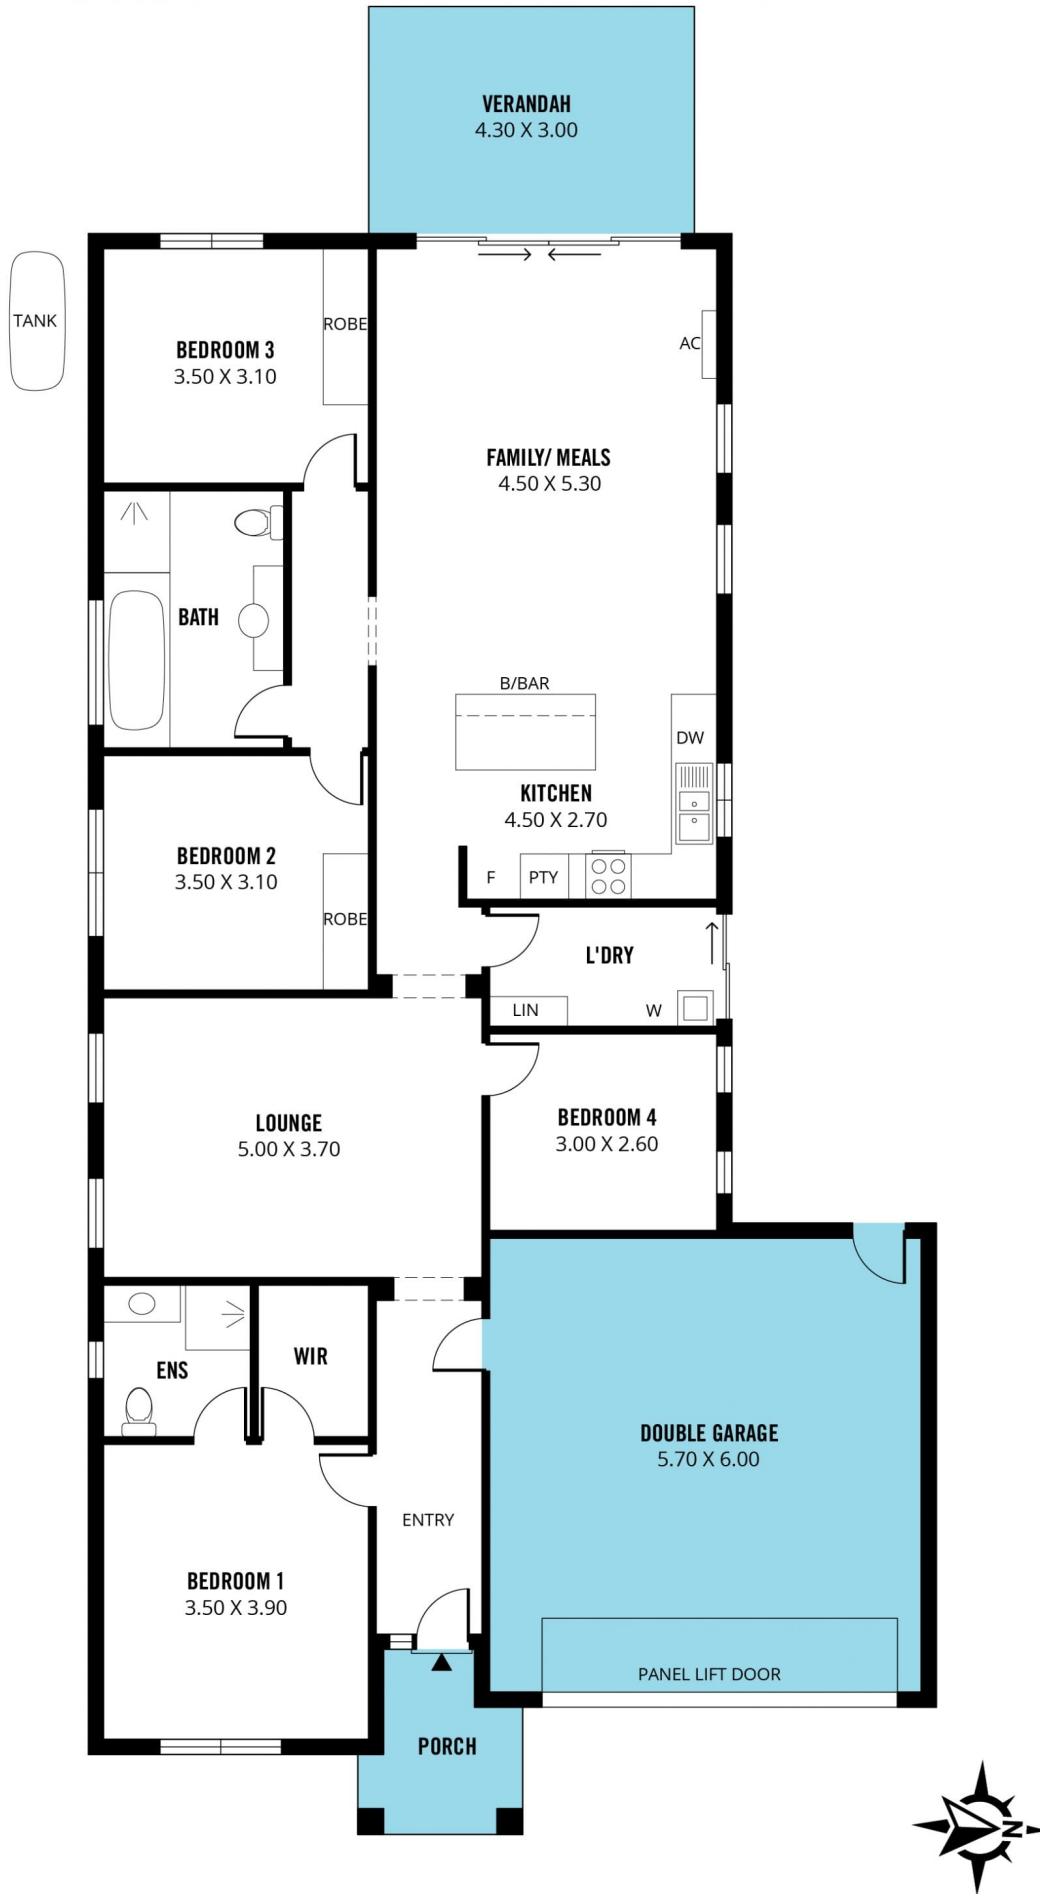 VERANDAH
4.30 X 3.00
TANK
BEDROOM 3
3.50 X 3.10
ROBE
AC
FAMILY/ MEALS
4.50 X 5.30
BATH
B/BAR
DW
KITCHEN
4.50 X 2.70
F
PTY
BEDROOM 2
3.50 X 3.10
ROBE
L'DRY
LIN
W
LOUNGE
5.00 X 3.70
BEDROOM 4
3.00 X 2.60
ENS
WIR
DOUBLE GARAGE
5.70 X 6.00
ENTRY
BEDROOM 1
3.50 X 3.90
PANEL LIFT DOOR
PORCH
N